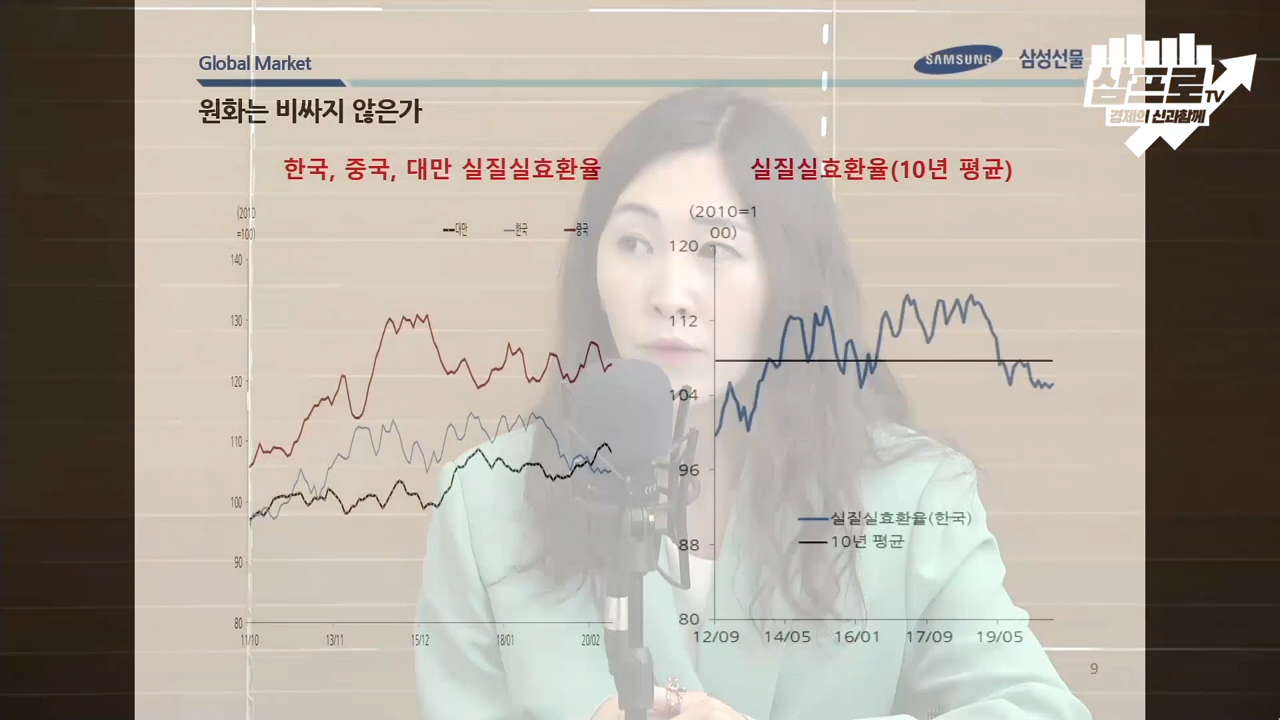 Global Market
SAMSUNG 삼성선물
삼프로TV
경제의 신과함께
원화는 비싸지 않은가
한국, 중국, 대만 실질실효환율
(2010
=100)
대만 한국 중국
140
130
120
110
100
90
80
11/10 13/11 15/12 18/01 20/02
실질실효환율(10년 평균)
(2010=1
00)
120
112
104
96
88
80
실질실효환율(한국)
10년 평균
12/09 14/05 16/01 17/09 19/05
9